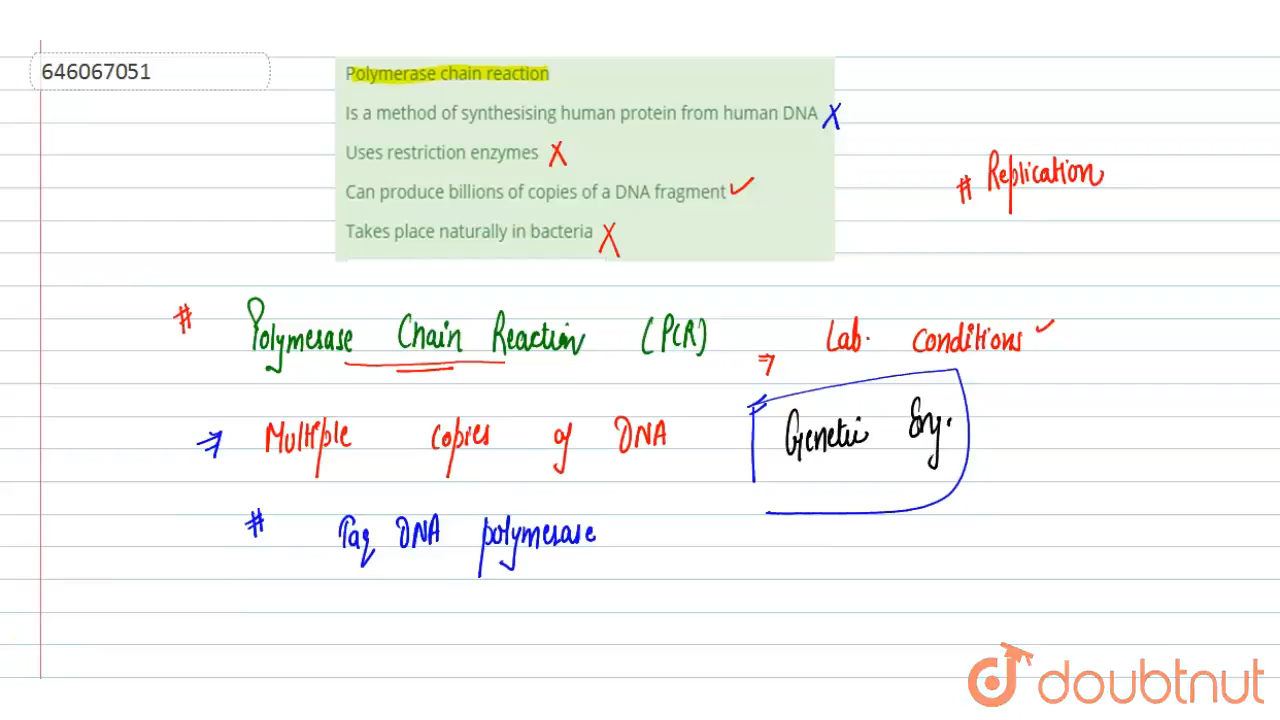 646067051
Polymerase chain reaction
Is a method of synthesising human protein from human DNA X
Uses restriction enzymes X
Can produce billions of copies of a DNA fragment ✓
Takes place naturally in bacteria X
# Replication
# Polymerase Chain Reaction (PCR) ⇒ Lab. Conditions ✓
⇒ Multiple copies of DNA Genetic Eng.
# Taq DNA polymerase
doubtnut